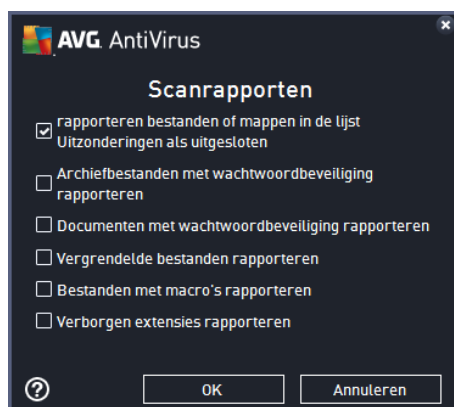 AVG. AntiVirus
Scanrapporten
rapporteren bestanden of mappen in de lijst
Uitzonderingen als uitgesloten
Archiefbestanden met wachtwoordbeveiliging
rapporteren
Documenten met wachtwoordbeveiliging rapporteren
Vergrendelde bestanden rapporteren
Bestanden met macro's rapporteren
Verborgen extensies rapporteren
? OK Annuleren